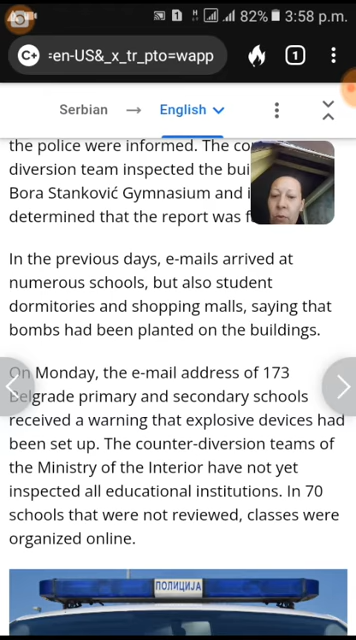 82% 3:58 p.m.
C+ :en-US&_x_tr_pto=wapp 1
Serbian → English
the police were informed. The
diversion team inspected the
Bora Stanković Gymnasium and
determined that the report was
In the previous days, e-mails arrived at
numerous schools, but also student
dormitories and shopping malls, saying that
bombs had been planted on the buildings.
On Monday, the e-mail address of 173
Belgrade primary and secondary schools
received a warning that explosive devices had
been set up. The counter-diversion teams of
the Ministry of the Interior have not yet
inspected all educational institutions. In 70
schools that were not reviewed, classes were
organized online.
ПОЛИЦИЈА